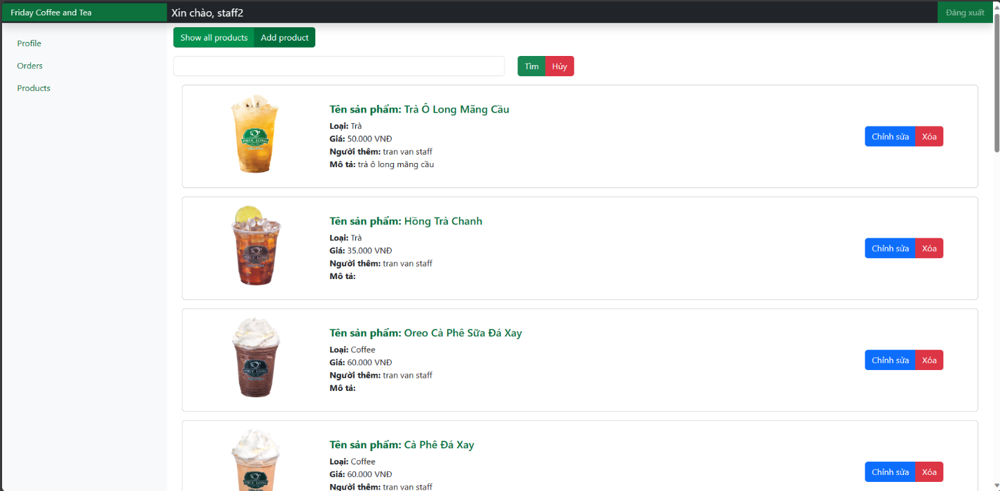 Friday Coffee and Tea
Xin chào, staff2
Đăng xuất
Profile
Orders
Products
Show all products
Add product
Tìm
Hủy
PHUC LONG
Tên sản phẩm: Trà Ô Long Mãng Cầu
Loại: Trà
Giá: 50.000 VNĐ
Người thêm: tran van staff
Mô tả: trà ô long mãng cầu
Chỉnh sửa
Xóa
PHUC LONG
Tên sản phẩm: Hồng Trà Chanh
Loại: Trà
Giá: 35.000 VNĐ
Người thêm: tran van staff
Mô tả:
Chỉnh sửa
Xóa
PHUC LONG
Tên sản phẩm: Oreo Cà Phê Sữa Đá Xay
Loại: Coffee
Giá: 60.000 VNĐ
Người thêm: tran van staff
Mô tả:
Chỉnh sửa
Xóa
PHUC LONG
Tên sản phẩm: Cà Phê Đá Xay
Loại: Coffee
Giá: 60.000 VNĐ
Người thêm: tran van staff
Chỉnh sửa
Xóa